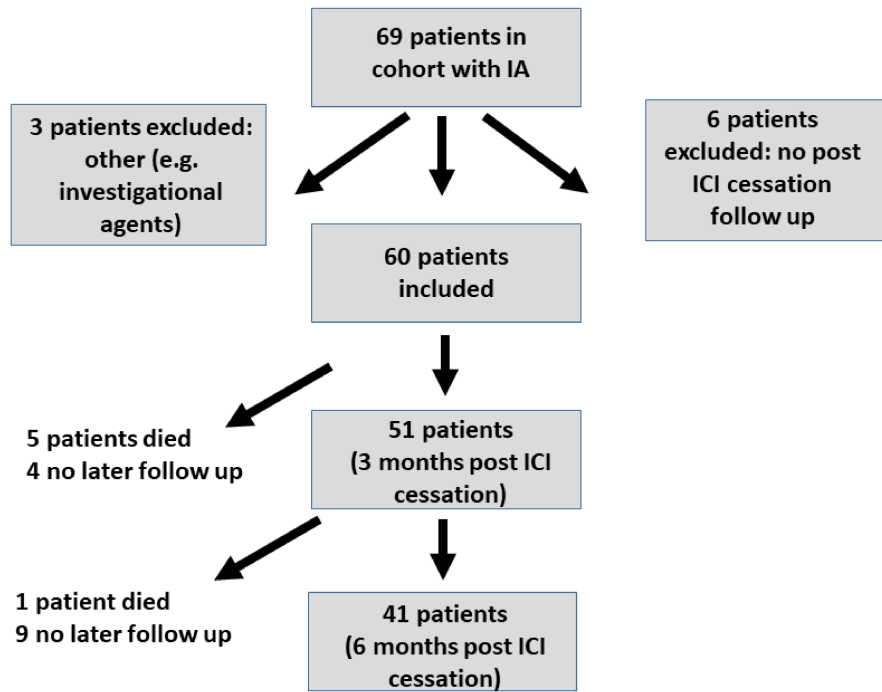 69 patients in
cohort with IA
3 patients excluded:
other (e.g.
investigational
agents)
6 patients
excluded: no post
ICI cessation
follow up
60 patients
included
5 patients died
4 no later follow up
51 patients
(3 months post ICI
cessation)
1 patient died
9 no later follow up
41 patients
(6 months post ICI
cessation)